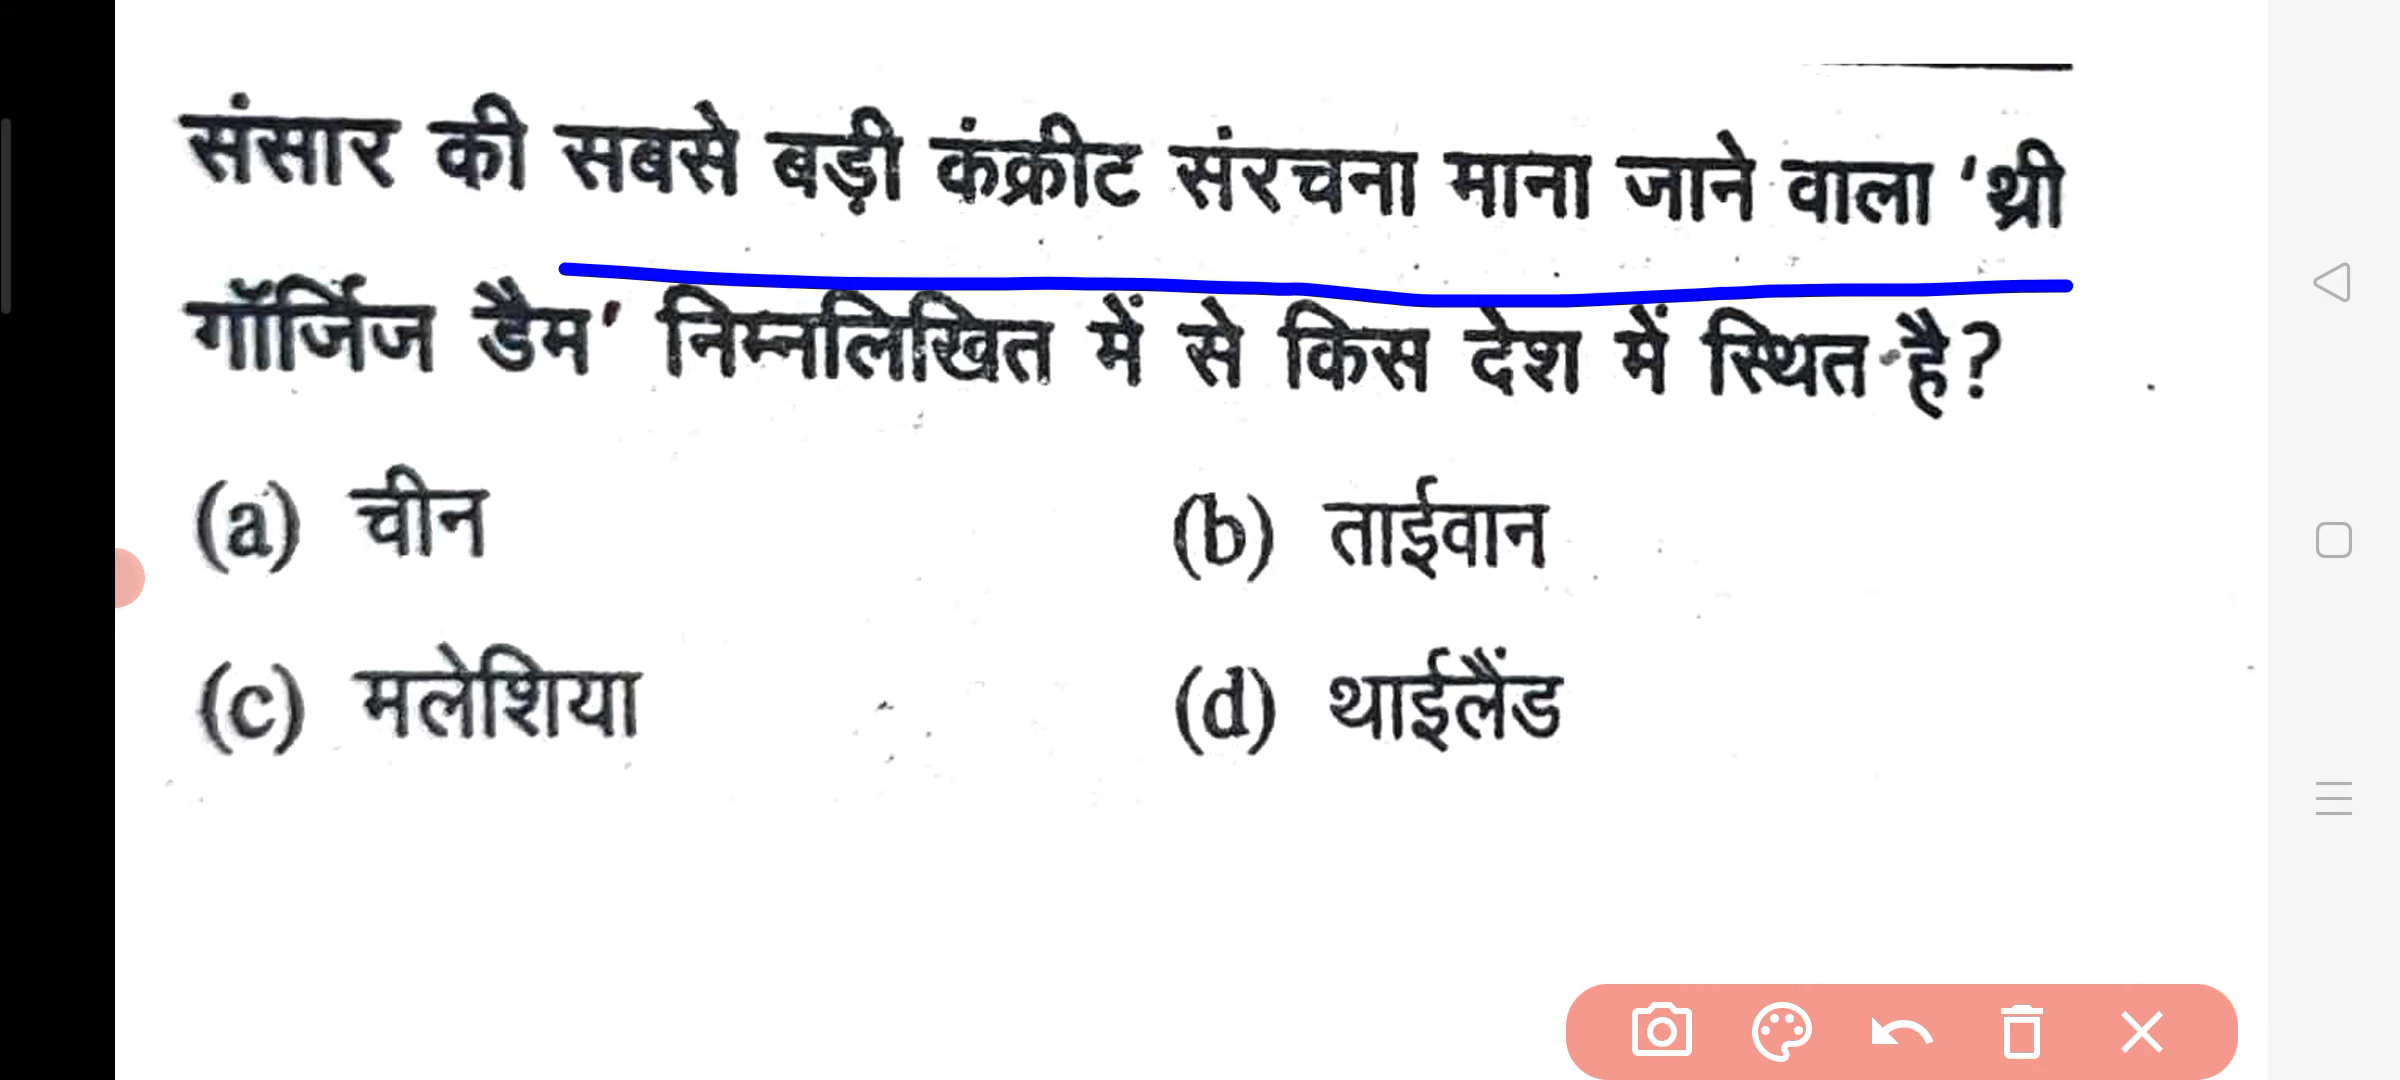 संसार की सबसे बड़ी कंक्रीट संरचना माना जाने वाला 'थ्री
गॉर्जिज डैम' निम्नलिखित में से किस देश में स्थित है?
(a) चीन (b) ताईवान
(c) मलेशिया (d) थाईलैंड